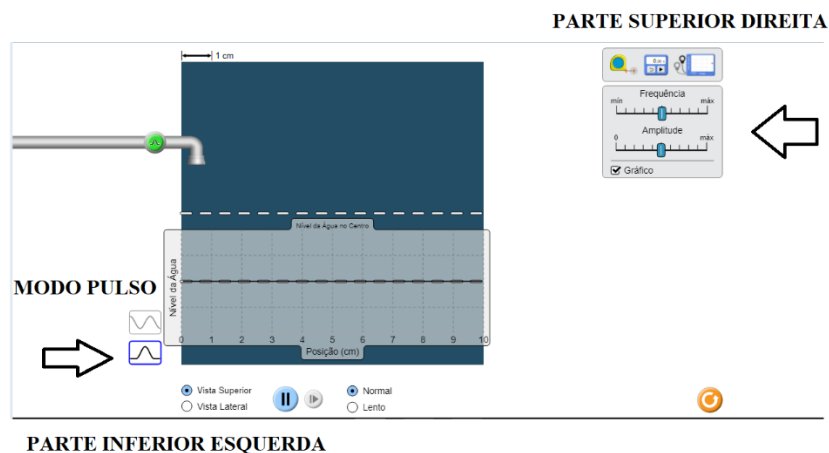 PARTE SUPERIOR DIREITA
1 cm
Frequência
mín máx
Amplitude
0 máx
Gráfico
Nível da Água no Centro
Nível da Água
MODO PULSO
0 1 2 3 4 5 6 7 8 9 10
Posição (cm)
Vista Superior
Normal
Vista Lateral
Lento
PARTE INFERIOR ESQUERDA